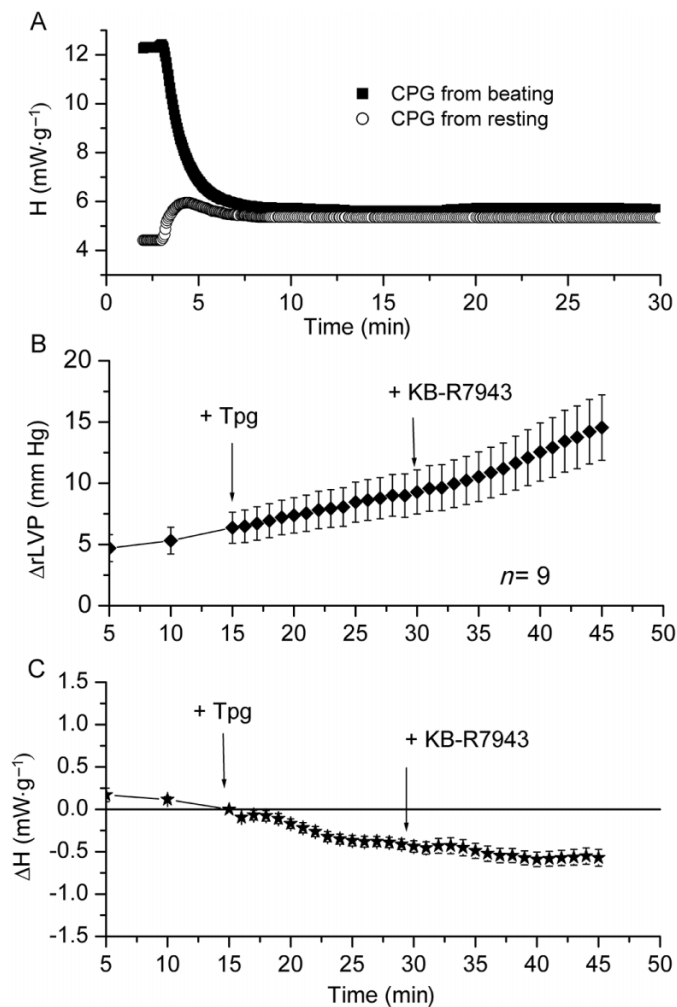 A
12
10
8
6
4
H (mW·g⁻¹)
CPG from beating
CPG from resting
0 5 10 15 20 25 30
Time (min)
B
20
15
10
5
0
ΔrLVP (mm Hg)
+ Tpg
+ KB-R7943
n= 9
5 10 15 20 25 30 35 40 45 50
C
1.5
1.0
0.5
0.0
-0.5
-1.0
-1.5
ΔH (mW·g⁻¹)
+ Tpg
+ KB-R7943
5 10 15 20 25 30 35 40 45 50
Time (min)